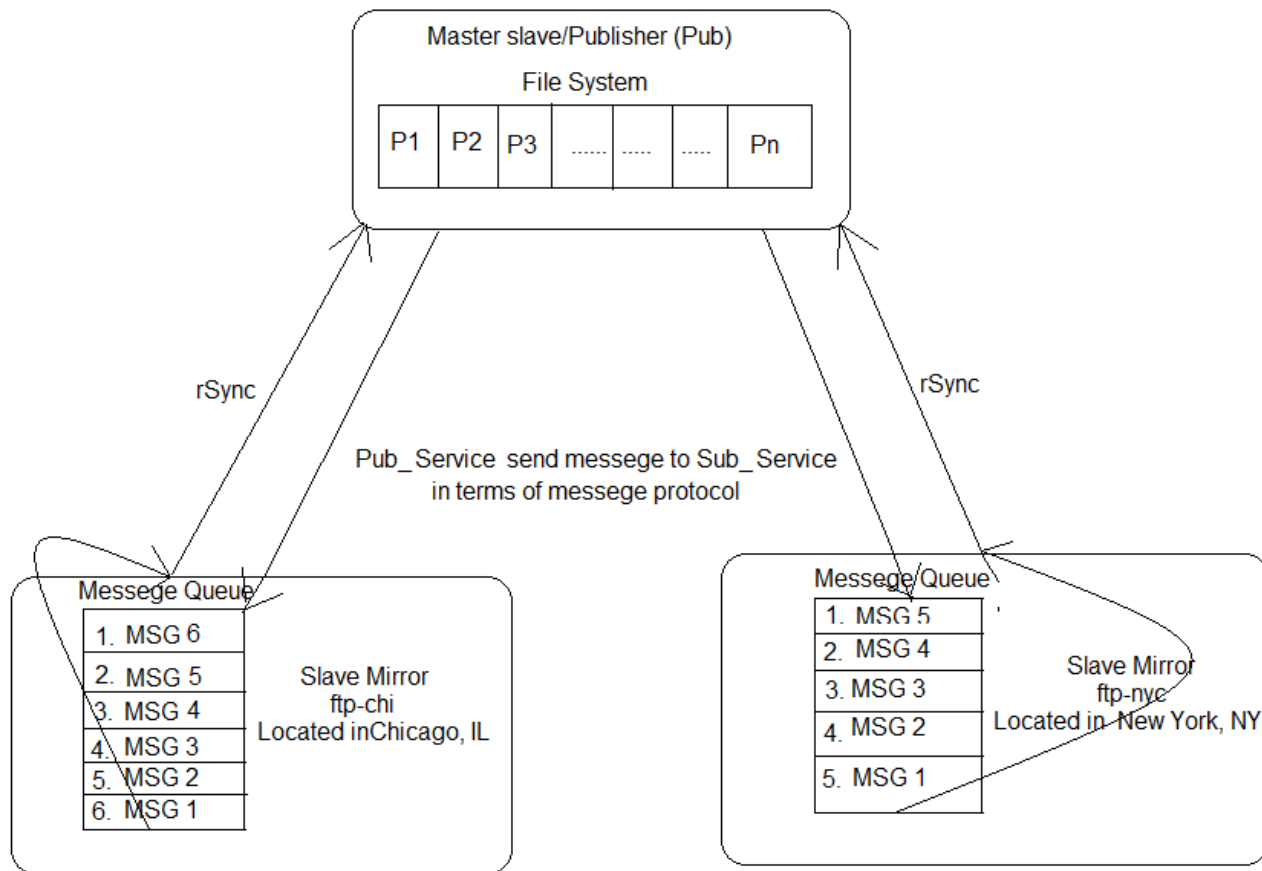 Master slave/Publisher (Pub)
File System
P1 P2 P3 ...... ..... ..... Pn
rSync
rSync
Pub_Service send messege to Sub_Service
in terms of messege protocol
Messege Queue
1. MSG 6
2. MSG 5
3. MSG 4
4. MSG 3
5. MSG 2
6. MSG 1
Slave Mirror
ftp-chi
Located inChicago, IL
Messege Queue
1. MSG 5
2. MSG 4
3. MSG 3
4. MSG 2
5. MSG 1
Slave Mirror
ftp-nyc
Located in New York, NY